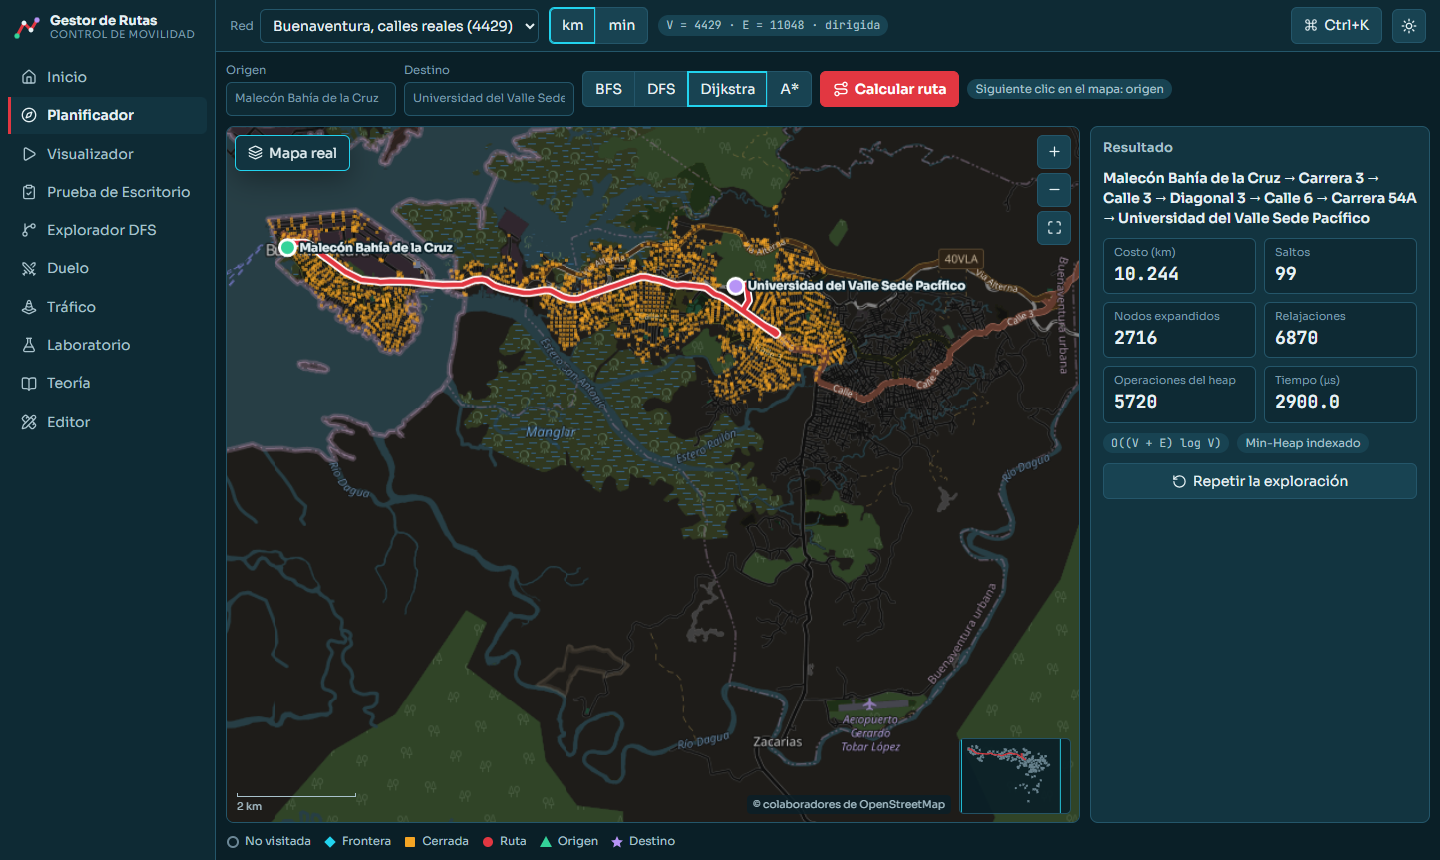 Gestor de Rutas
CONTROL DE MOVILIDAD
Inicio
Planificador
Visualizador
Prueba de Escritorio
Explorador DFS
Duelo
Tráfico
Laboratorio
Teoría
Editor
Red
Buenaventura, calles reales (4429)
km
min
V = 4429 · E = 11048 · dirigida
⌘ Ctrl+K
Origen
Malecón Bahía de la Cruz
Destino
Universidad del Valle Sede
BFS
DFS
Dijkstra
A*
Calcular ruta
Siguiente clic en el mapa: origen
Mapa real
+
−
Malecón Bahía de la Cruz
Universidad del Valle Sede Pacífico
40VLA
Vía Alterna
Calle 3
Calle 3
Buenaventura urbana
Estero San Antonio
Manglar
Estero Pailón
Río Dagua
Río Dagua
Buenaventura urbana
Río Dagua
Zacarias
Aeropuerto
Gerardo
Tobar López
2 km
© colaboradores de OpenStreetMap
No visitada
Frontera
Cerrada
Ruta
Origen
Destino
Resultado
Malecón Bahía de la Cruz → Carrera 3 →
Calle 3 → Diagonal 3 → Calle 6 → Carrera 54A
→ Universidad del Valle Sede Pacífico
Costo (km)
10.244
Saltos
99
Nodos expandidos
2716
Relajaciones
6870
Operaciones del heap
5720
Tiempo (µs)
2900.0
O((V + E) log V)
Min-Heap indexado
Repetir la exploración